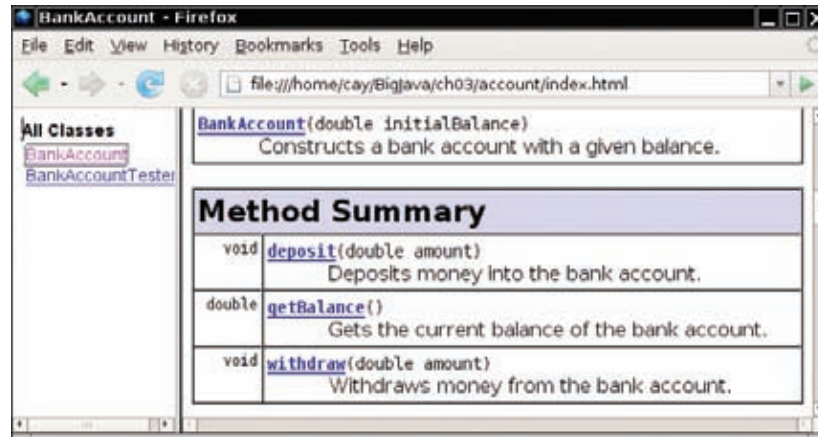 BankAccount - Firefox
File Edit View History Bookmarks Tools Help
file:///home/cay/BigJava/ch03/account/index.html
All Classes
BankAccount
BankAccountTester
BankAccount(double initialBalance)
Constructs a bank account with a given balance.
Method Summary
void deposit(double amount)
Deposits money into the bank account.
double getBalance()
Gets the current balance of the bank account.
void withdraw(double amount)
Withdraws money from the bank account.